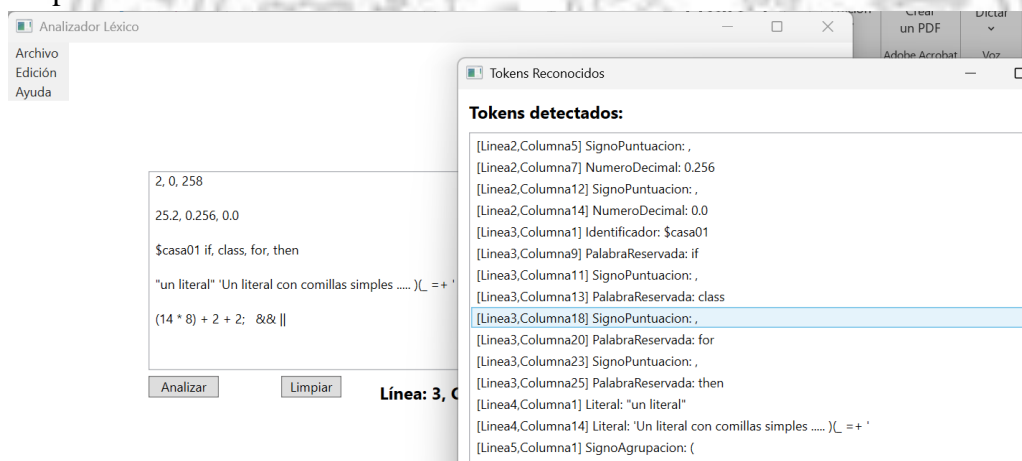 Analizador Léxico
Crear
un PDF
Dictar
Adobe Acrobat
Voz
Archivo
Edición
Ayuda
2, 0, 258
25.2, 0.256, 0.0
$casa01 if, class, for, then
"un literal" 'Un literal con comillas simples ..... )(_ =+ '
(14 * 8) + 2 + 2;   && ||
Analizar
Limpiar
Línea: 3,
Tokens Reconocidos
Tokens detectados:
[Linea2,Columna5] SignoPuntuacion: ,
[Linea2,Columna7] NumeroDecimal: 0.256
[Linea2,Columna12] SignoPuntuacion: ,
[Linea2,Columna14] NumeroDecimal: 0.0
[Linea3,Columna1] Identificador: $casa01
[Linea3,Columna9] PalabraReservada: if
[Linea3,Columna11] SignoPuntuacion: ,
[Linea3,Columna13] PalabraReservada: class
[Linea3,Columna18] SignoPuntuacion: ,
[Linea3,Columna20] PalabraReservada: for
[Linea3,Columna23] SignoPuntuacion: ,
[Linea3,Columna25] PalabraReservada: then
[Linea4,Columna1] Literal: "un literal"
[Linea4,Columna14] Literal: 'Un literal con comillas simples ..... )(_ =+ '
[Linea5,Columna1] SignoAgrupacion: (